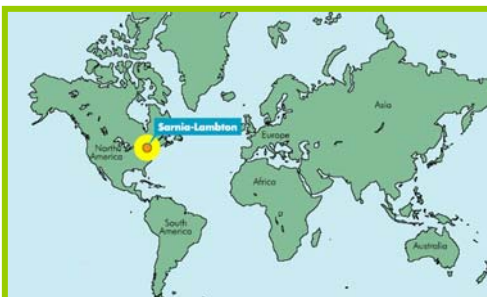 Sarnia-Lambton
Asia
Europe
North
America
Africa
South
America
Australia